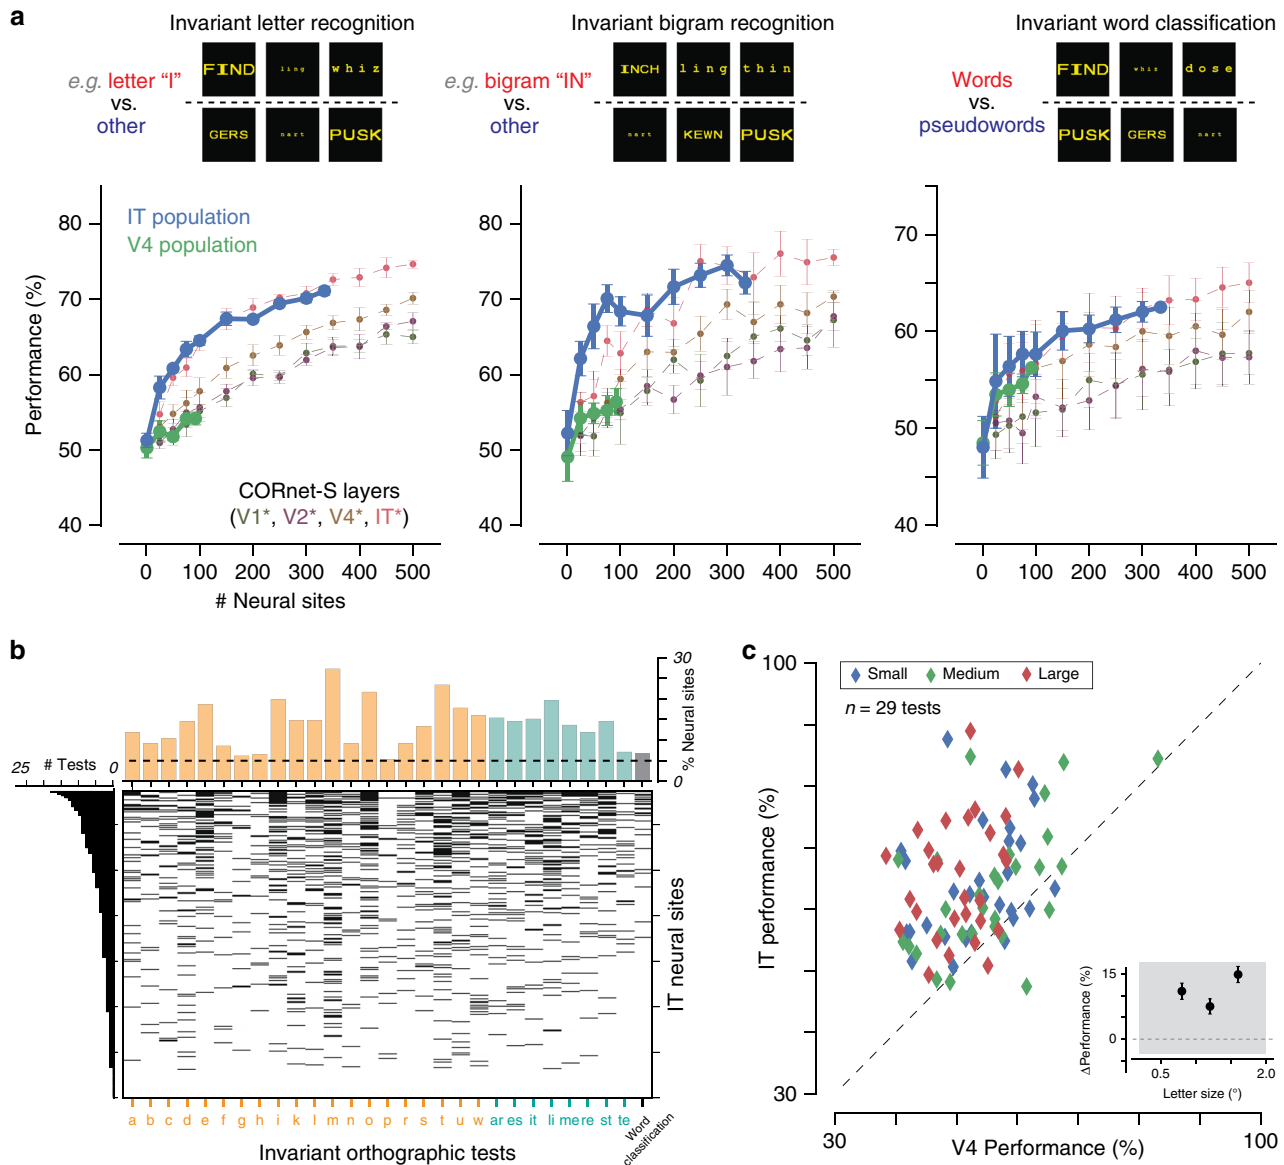 a
Invariant letter recognition
Invariant bigram recognition
Invariant word classification
e.g. letter "I"
vs.
other
FIND
ling
whiz
GERS
nart
PUSK
e.g. bigram "IN"
vs.
other
INCH
ling
thin
nart
KEWN
PUSK
Words
vs.
pseudowords
FIND
whiz
dose
PUSK
GERS
nart
Performance (%)
80
70
60
50
40
IT population
V4 population
CORnet-S layers
(V1*, V2*, V4*, IT*)
0 100 200 300 400 500
# Neural sites
80
70
60
50
40
0 100 200 300 400 500
70
60
50
40
0 100 200 300 400 500
b
30
% Neural sites
0
25 # Tests 0
IT neural sites
a b c d e f g h i k l m n o p r s t u w ar es it li me re st te Word classification
Invariant orthographic tests
c
100
IT performance (%)
30
Small Medium Large
n = 29 tests
ΔPerformance (%)
15
0
0.5 2.0
Letter size (°)
30 V4 Performance (%) 100